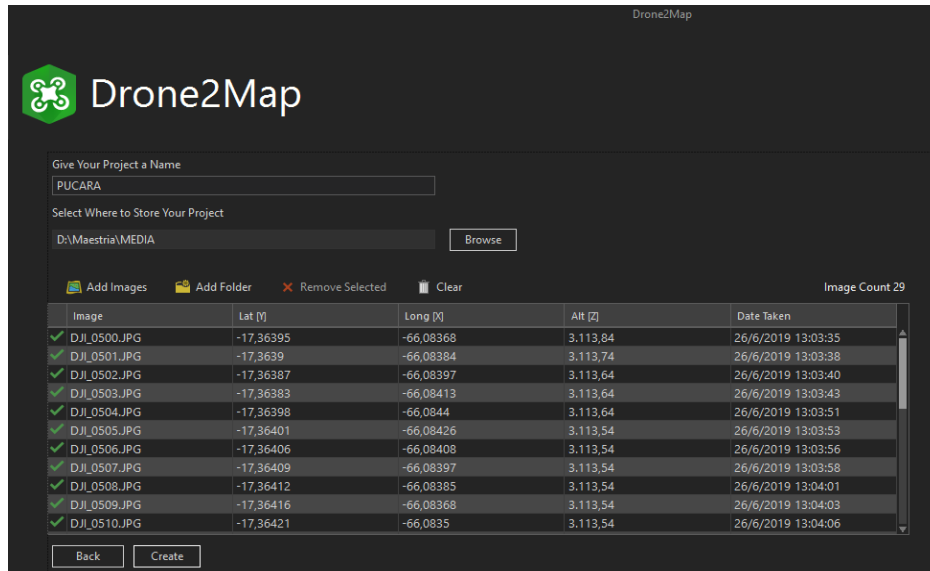 Drone2Map
Drone2Map
Give Your Project a Name
PUCARA
Select Where to Store Your Project
D:\Maestria\MEDIA Browse
Add Images Add Folder Remove Selected Clear Image Count 29
Image Lat [Y] Long [X] Alt [Z] Date Taken
DJI_0500.JPG -17,36395 -66,08368 3.113,84 26/6/2019 13:03:35
DJI_0501.JPG -17,3639 -66,08384 3.113,74 26/6/2019 13:03:38
DJI_0502.JPG -17,36387 -66,08397 3.113,64 26/6/2019 13:03:40
DJI_0503.JPG -17,36383 -66,08413 3.113,64 26/6/2019 13:03:43
DJI_0504.JPG -17,36398 -66,0844 3.113,64 26/6/2019 13:03:51
DJI_0505.JPG -17,36401 -66,08426 3.113,54 26/6/2019 13:03:53
DJI_0506.JPG -17,36406 -66,08408 3.113,54 26/6/2019 13:03:56
DJI_0507.JPG -17,36409 -66,08397 3.113,54 26/6/2019 13:03:58
DJI_0508.JPG -17,36412 -66,08385 3.113,54 26/6/2019 13:04:01
DJI_0509.JPG -17,36416 -66,08368 3.113,54 26/6/2019 13:04:03
DJI_0510.JPG -17,36421 -66,0835 3.113,54 26/6/2019 13:04:06
Back Create